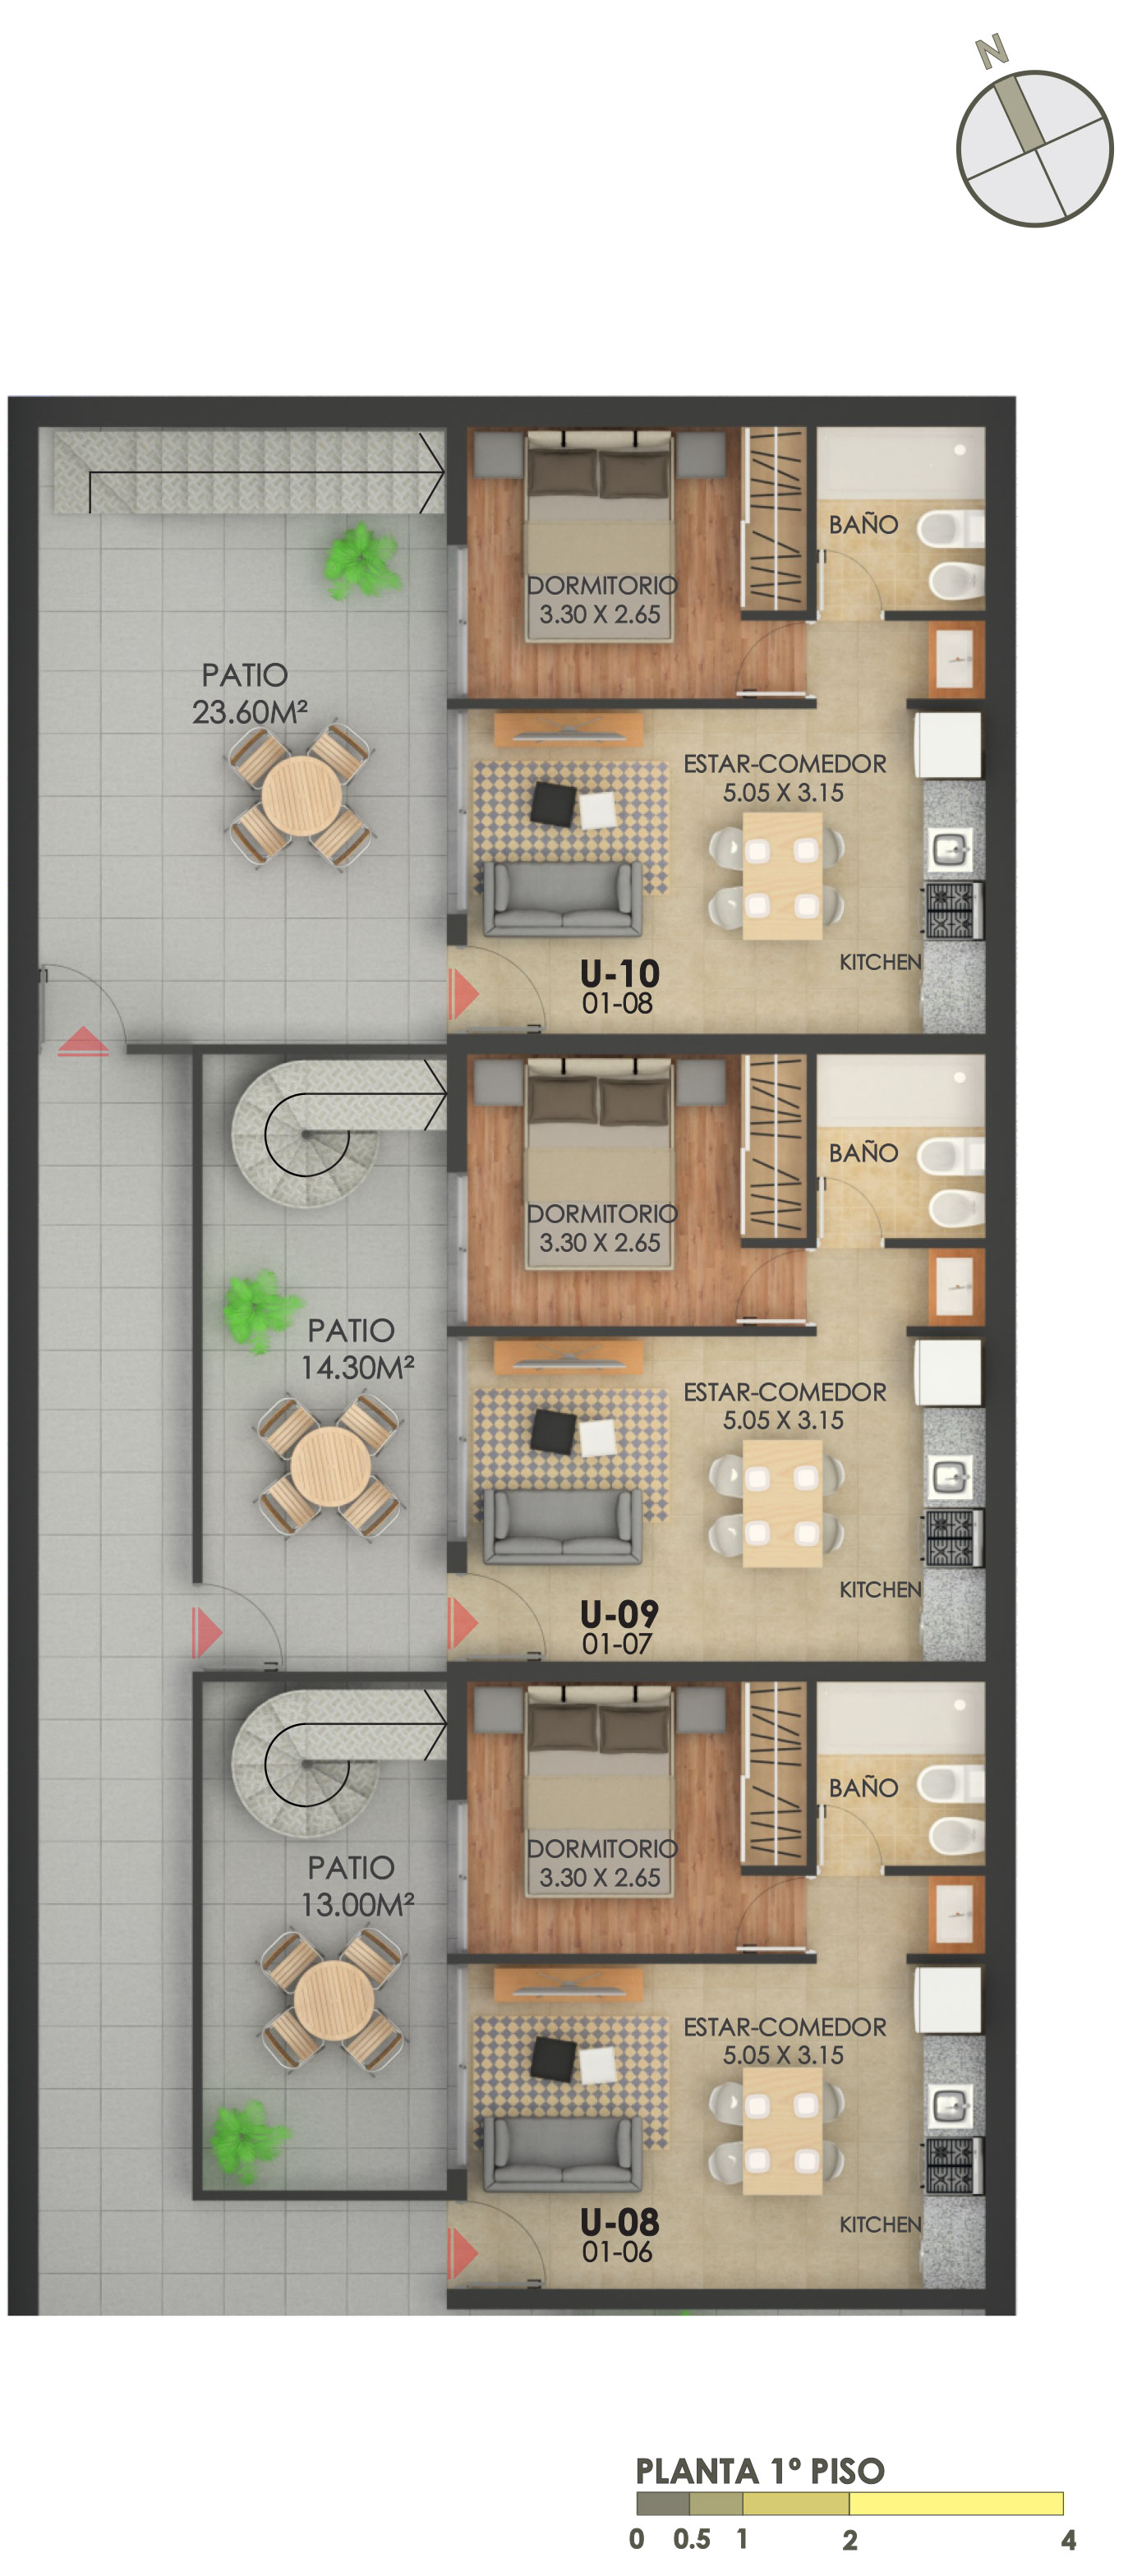 N
BAÑO
DORMITORIO
3.30 X 2.65
PATIO
23.60M²
ESTAR-COMEDOR
5.05 X 3.15
KITCHEN
U-10
01-08
BAÑO
DORMITORIO
3.30 X 2.65
PATIO
14.30M²
ESTAR-COMEDOR
5.05 X 3.15
KITCHEN
U-09
01-07
BAÑO
DORMITORIO
3.30 X 2.65
PATIO
13.00M²
ESTAR-COMEDOR
5.05 X 3.15
KITCHEN
U-08
01-06
PLANTA 1º PISO
0 0.5 1 2 4